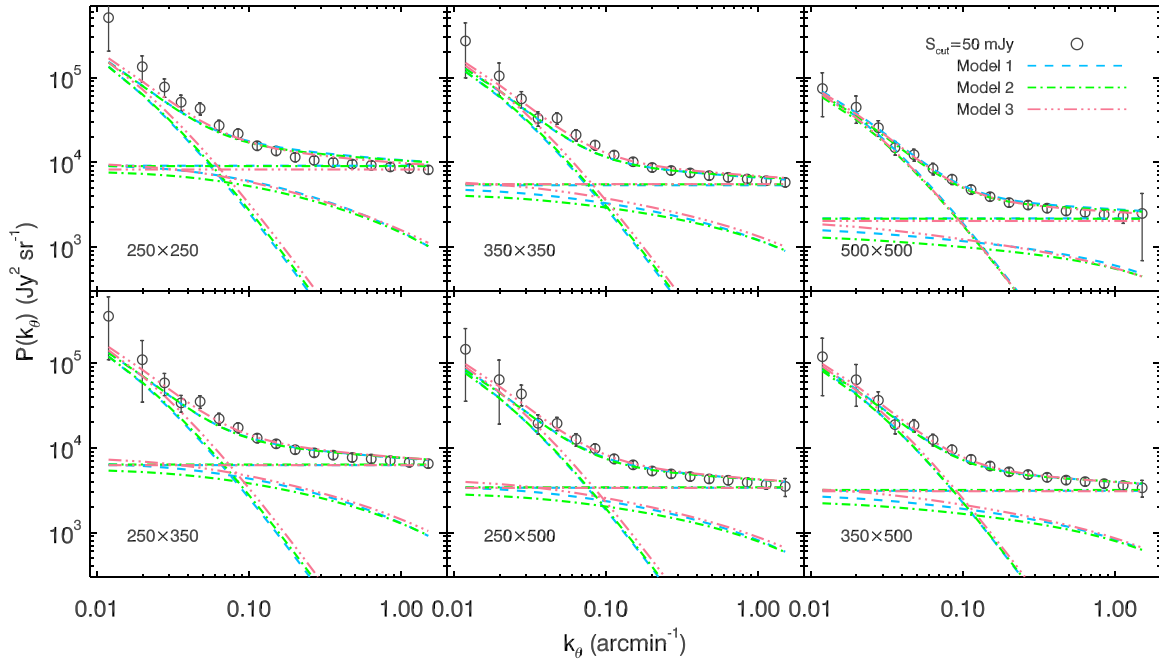 S_cut=50 mJy
Model 1
Model 2
Model 3
10^5
10^4
10^3
250×250
350×350
500×500
P(k_θ) (Jy^2 sr^-1)
10^5
10^4
10^3
250×350
250×500
350×500
0.01 0.10 1.00 0.01 0.10 1.00 0.01 0.10 1.00
k_θ (arcmin^-1)